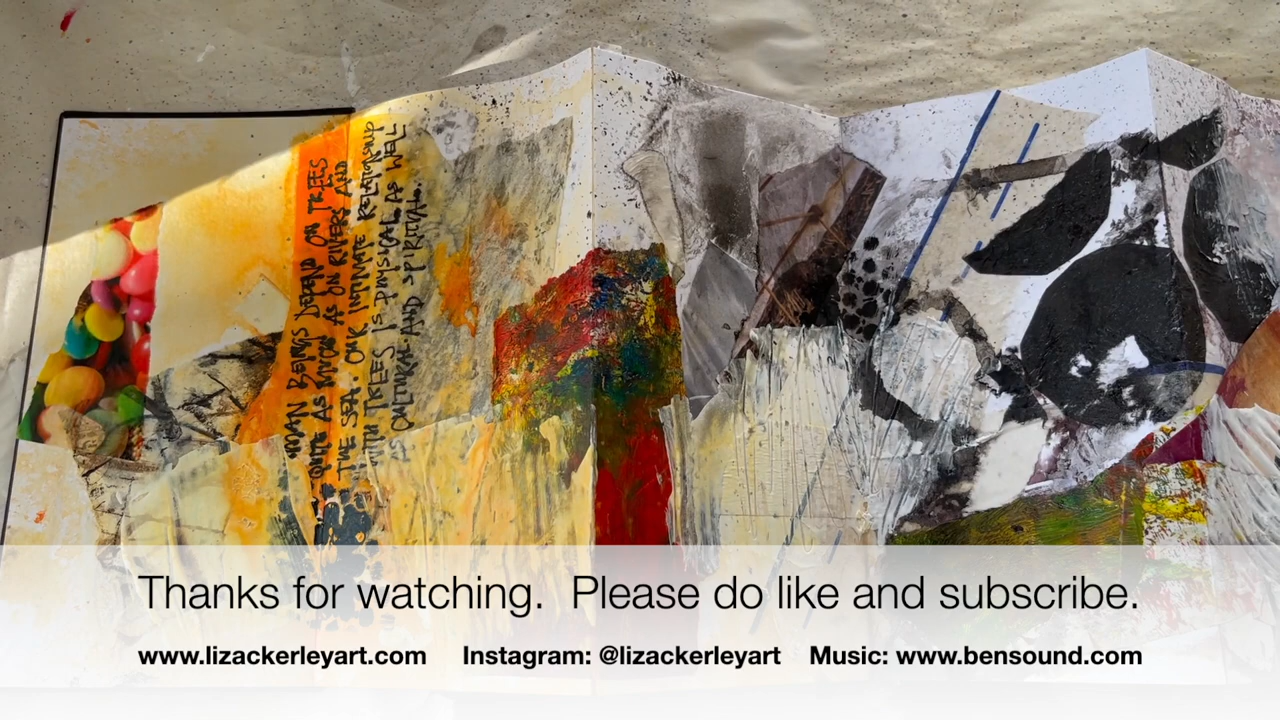 HUMAN BEINGS DEPEND ON TREES
QUITE AS MUCH AS ON RIVERS AND
THE SEA. OUR INTIMATE RELATIONSHIP
WITH TREES IS PHYSICAL AS WELL
AS CULTURAL AND
Thanks for watching. Please do like and subscribe.
www.lizackerleyart.com Instagram: @lizackerleyart Music: www.bensound.com